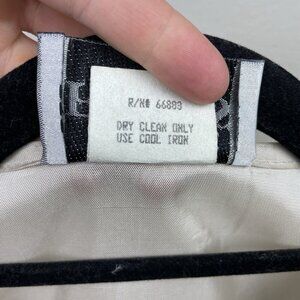 R/N# 66883
DRY CLEAN ONLY
USE COOL IRON